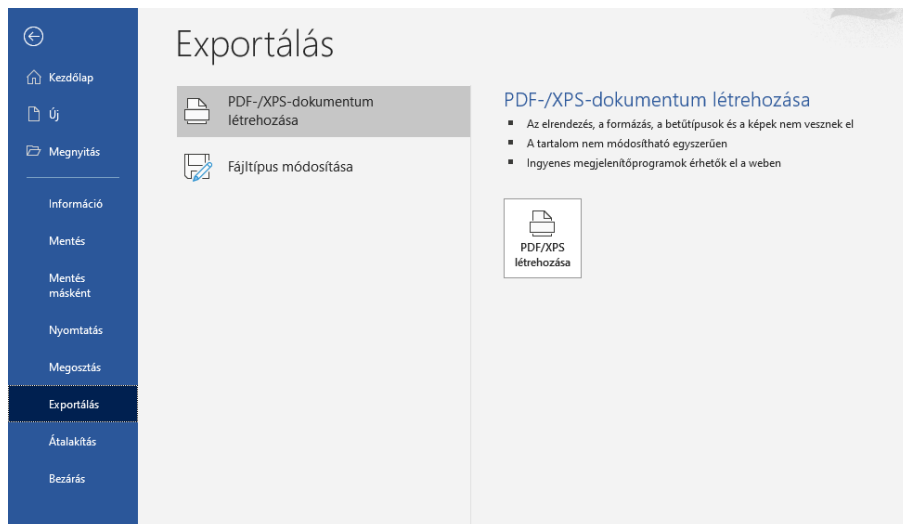 Kezdőlap
Új
Megnyitás
Információ
Mentés
Mentés
másként
Nyomtatás
Megosztás
Exportálás
Átalakítás
Bezárás
Exportálás
PDF-/XPS-dokumentum
létrehozása
Fájltípus módosítása
PDF-/XPS-dokumentum létrehozása
Az elrendezés, a formázás, a betűtípusok és a képek nem vesznek el
A tartalom nem módosítható egyszerűen
Ingyenes megjelenítőprogramok érhetők el a weben
PDF/XPS
létrehozása